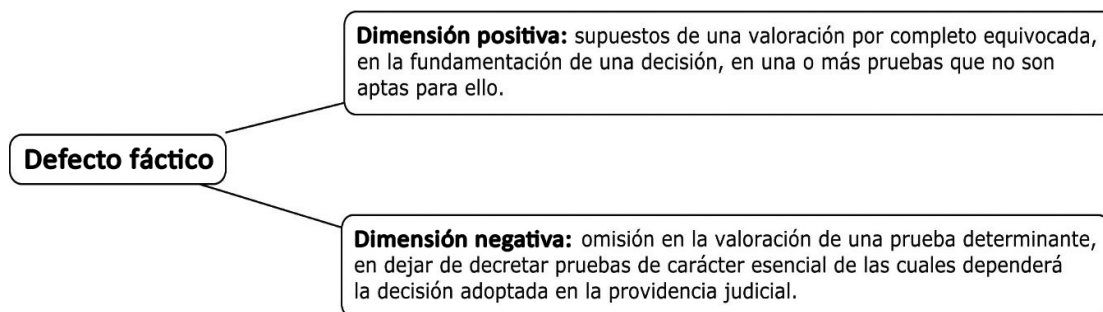 Dimensión positiva: supuestos de una valoración por completo equivocada,
en la fundamentación de una decisión, en una o más pruebas que no son
aptas para ello.
Defecto fáctico
Dimensión negativa: omisión en la valoración de una prueba determinante,
en dejar de decretar pruebas de carácter esencial de las cuales dependerá
la decisión adoptada en la providencia judicial.